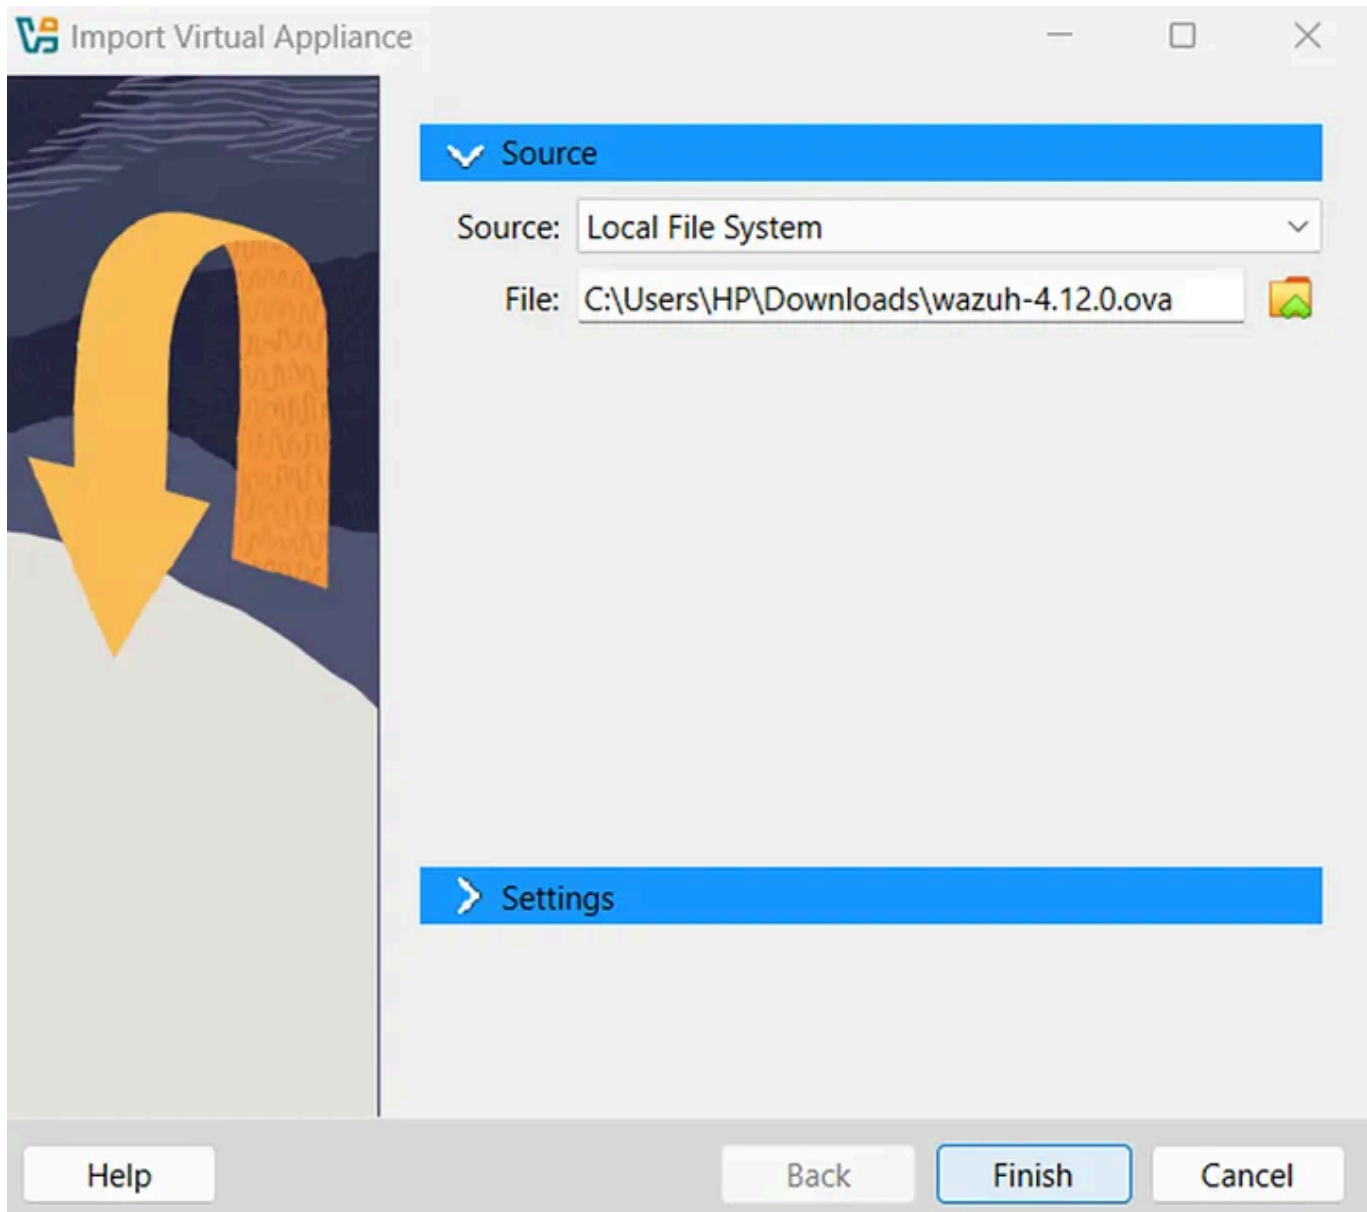 Import Virtual Appliance
Source
Source: Local File System
File: C:\Users\HP\Downloads\wazuh-4.12.0.ova
Settings
Help Back Finish Cancel